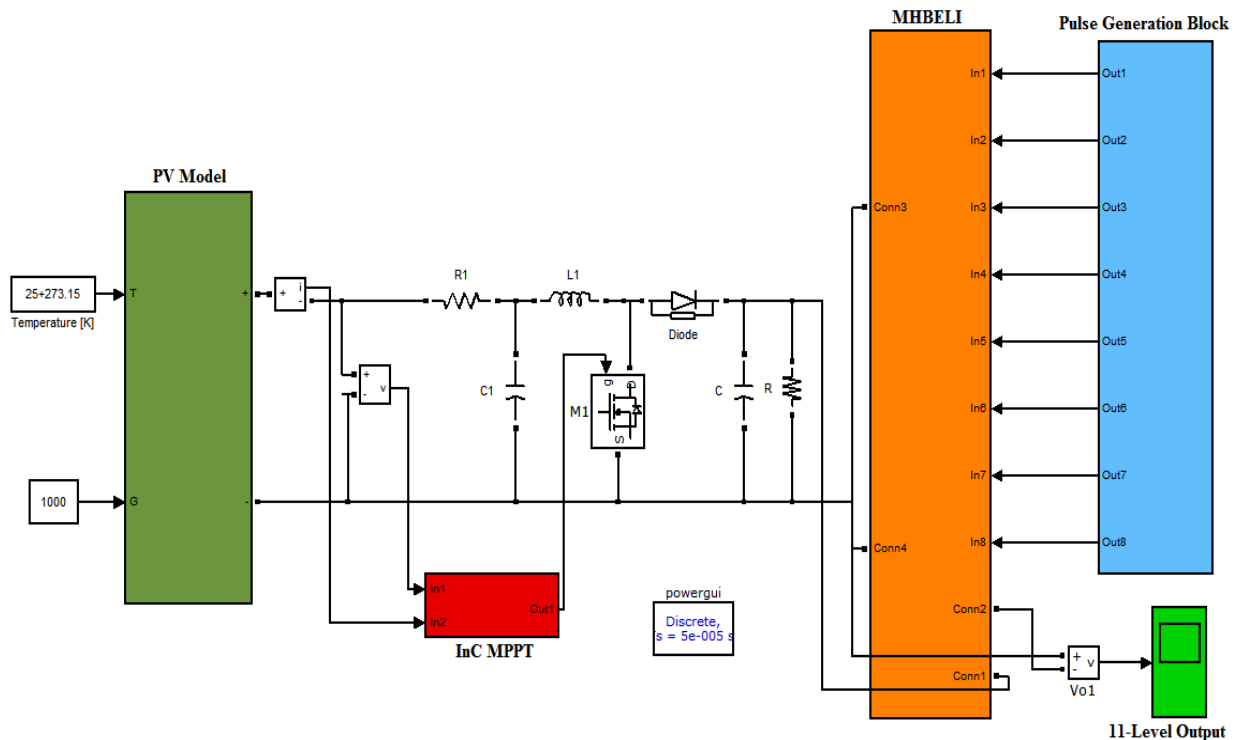 MHBELI
Pulse Generation Block
PV Model
25+273.15
Temperature [K]
T
+
1000
G
-
+
i
-
+
-
v
R1
L1
Diode
C1
g
D
S
M1
C
R
In1
In2
Out1
InC MPPT
powergui
Discrete,
s = 5e-005 s
Conn3
Conn4
In1
In2
In3
In4
In5
In6
In7
In8
Conn2
Conn1
Out1
Out2
Out3
Out4
Out5
Out6
Out7
Out8
+
-
v
Vo1
11-Level Output